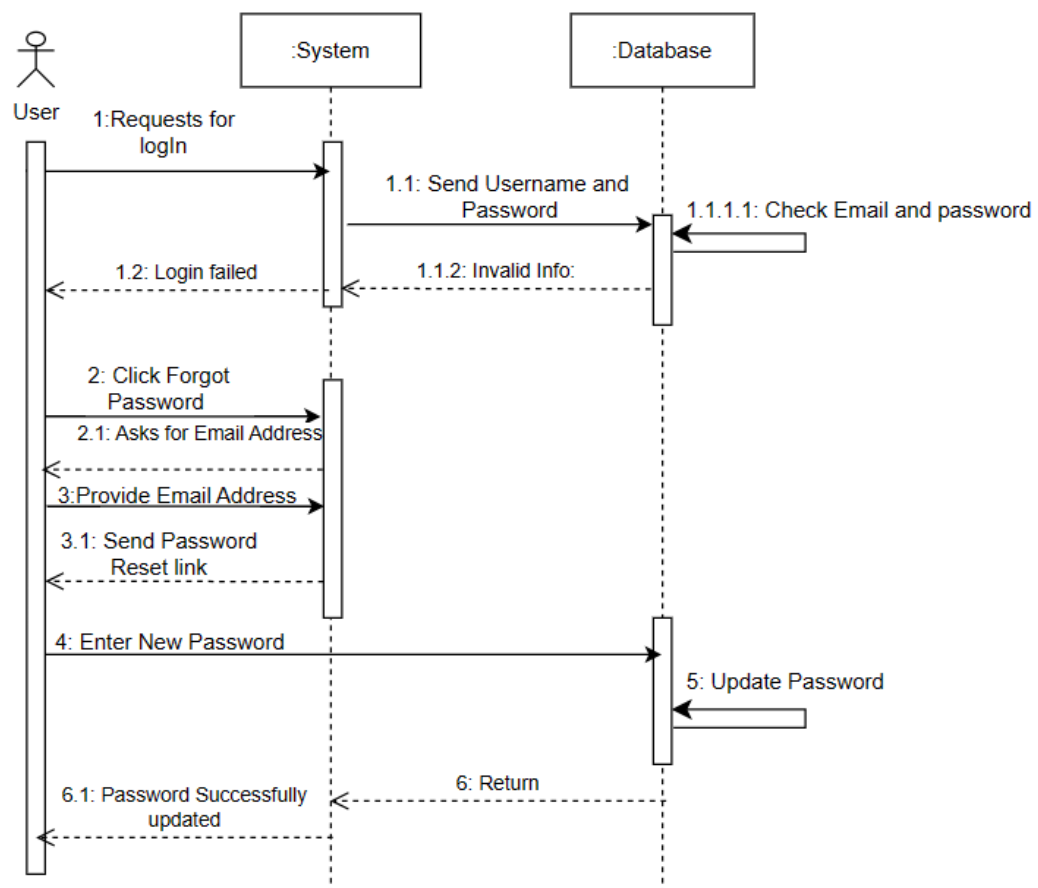 :System
:Database
User
1:Requests for
logIn
1.1: Send Username and
Password
1.1.1.1: Check Email and password
1.2: Login failed
1.1.2: Invalid Info:
2: Click Forgot
Password
2.1: Asks for Email Address
3:Provide Email Address
3.1: Send Password
Reset link
4: Enter New Password
5: Update Password
6: Return
6.1: Password Successfully
updated